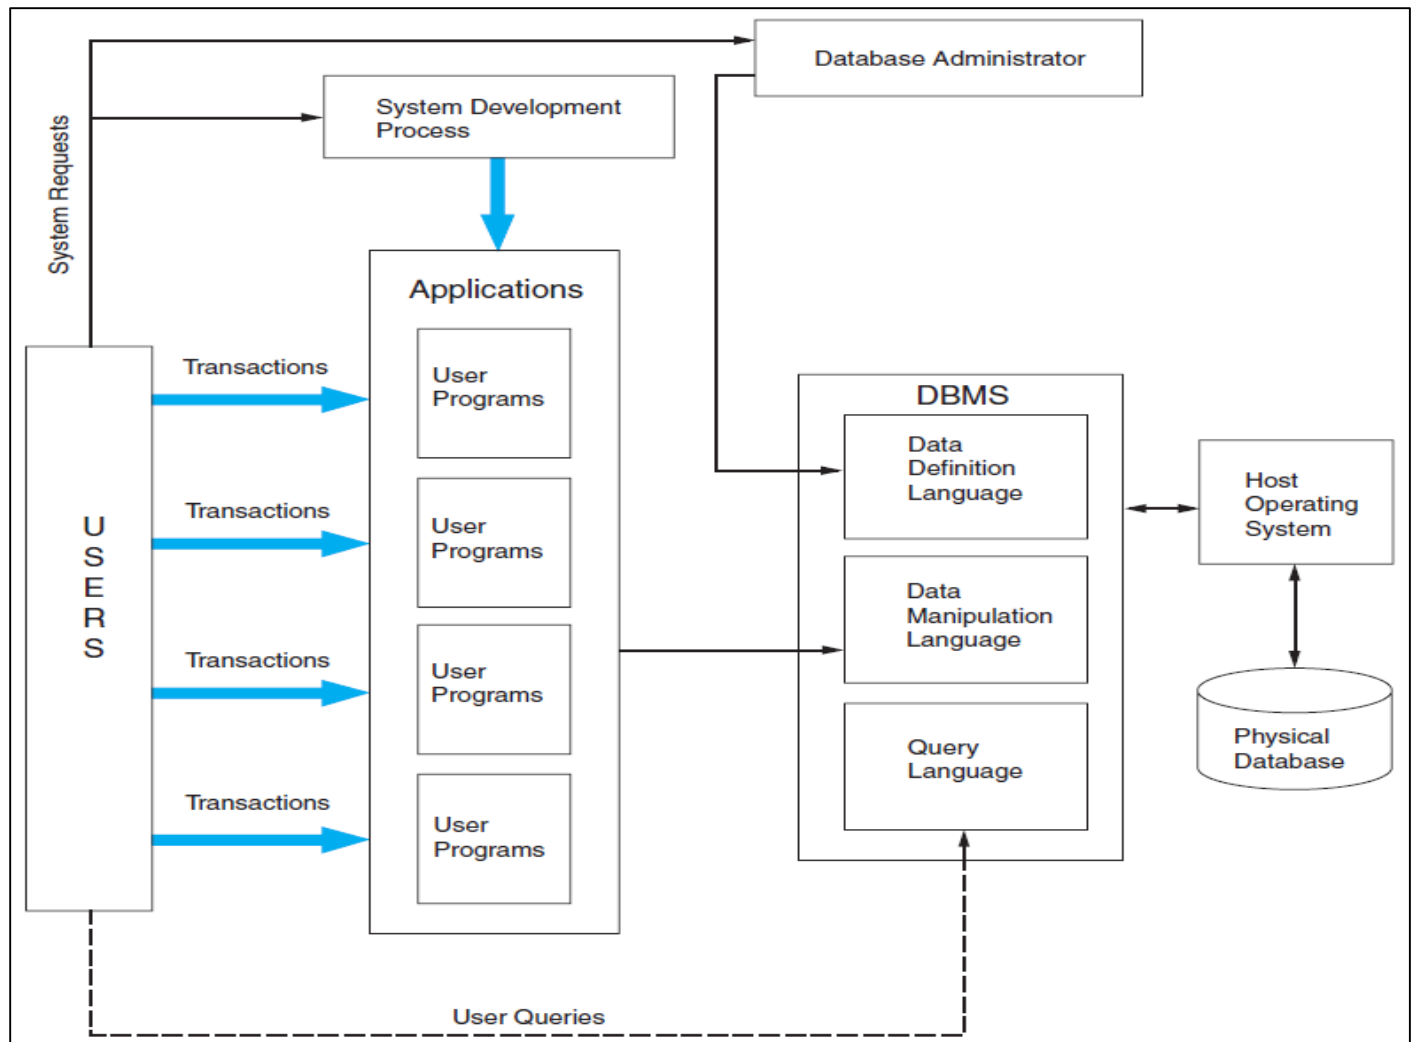 Database Administrator
System Development
Process
System Requests
Applications
Transactions
User
Programs
Transactions
User
Programs
Transactions
User
Programs
Transactions
User
Programs
U
S
E
R
S
DBMS
Data
Definition
Language
Data
Manipulation
Language
Query
Language
Host
Operating
System
Physical
Database
User Queries